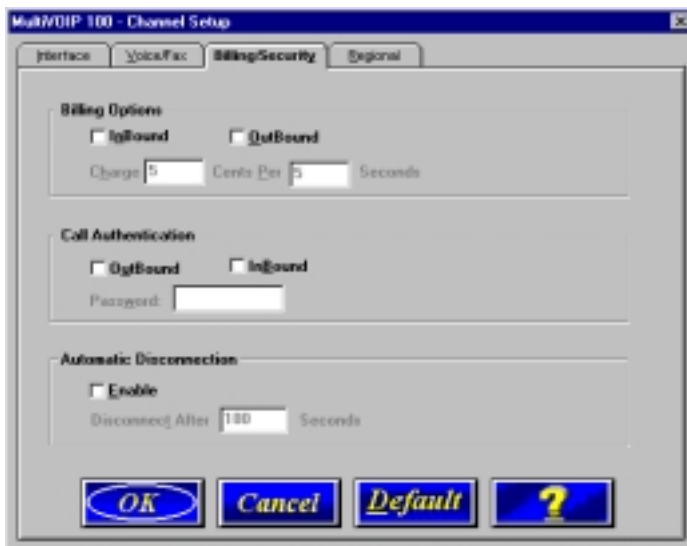 MultiVOIP 100 - Channel Setup
Interface Voice/Fax Billing/Security Regional
Billing Options
InBound OutBound
Charge 5 Cents Per 5 Seconds
Call Authentication
OutBound InBound
Password:
Automatic Disconnection
Enable
Disconnect After 180 Seconds
OK Cancel Default ?